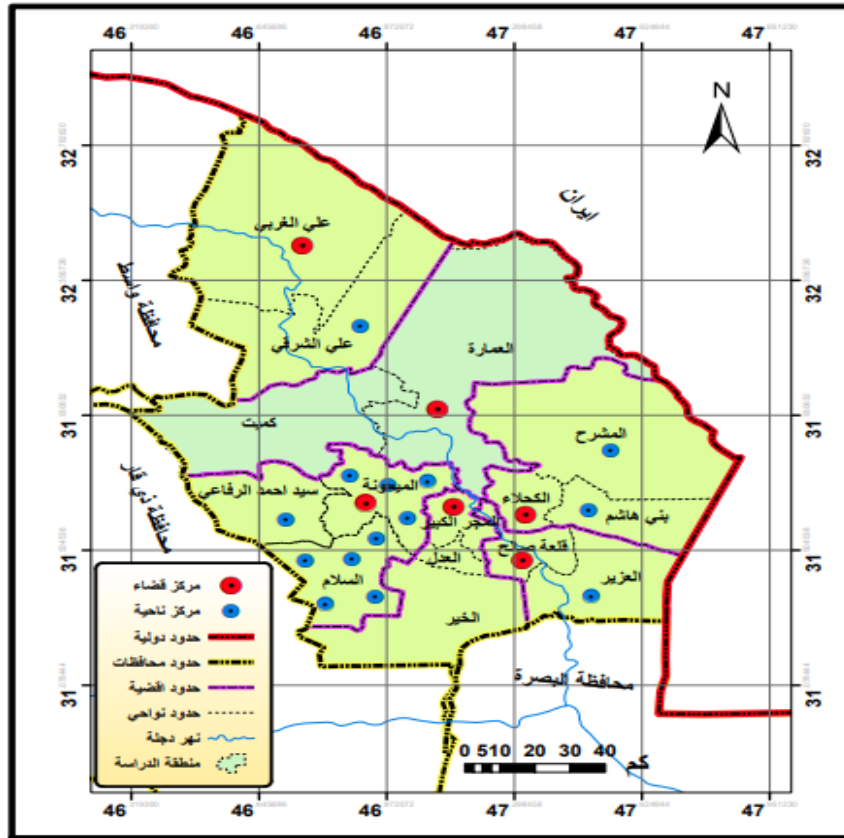 46 46 46 47 47 47
N
32 32
ايران
علي الغربي
محافظة واسط
32 32
علي الشرقي
العمارة
31 31
كميت
المشرح
الميمونة
سيد احمد الرفاعي
الكحلاء
المجر الكبير
بني هاشم
محافظة ذي قار
31 31
قلعة صالح
العدل
العزير
السلام
الخير
مركز قضاء
مركز ناحية
حدود دولية
حدود محافظات
حدود اقضية
حدود نواحي
نهر دجلة
منطقة الدراسة
محافظة البصرة
31 31
0 5 10 20 30 40 كم
46 46 46 47 47 47